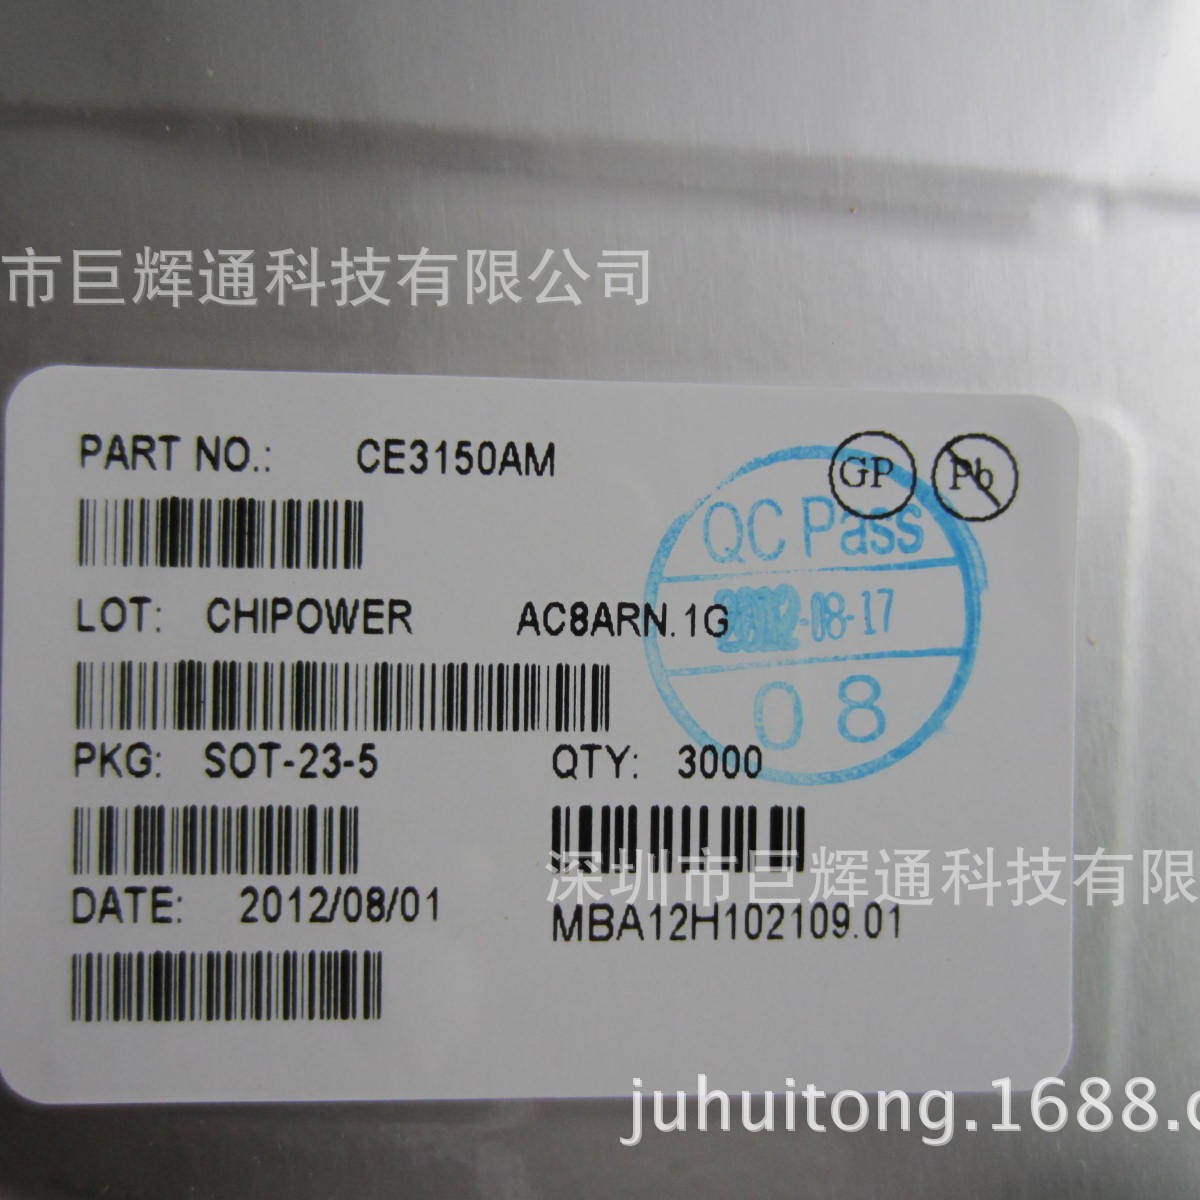 市巨辉通科技有限公司
PART NO.: CE3150AM
GP Pb
QC Pass
LOT: CHIPOWER AC8ARN.1G
2012-08-17
08
PKG: SOT-23-5 QTY: 3000
深圳市巨辉通科技有限
DATE: 2012/08/01
MBA12H102109.01
juhuitong.1688.c